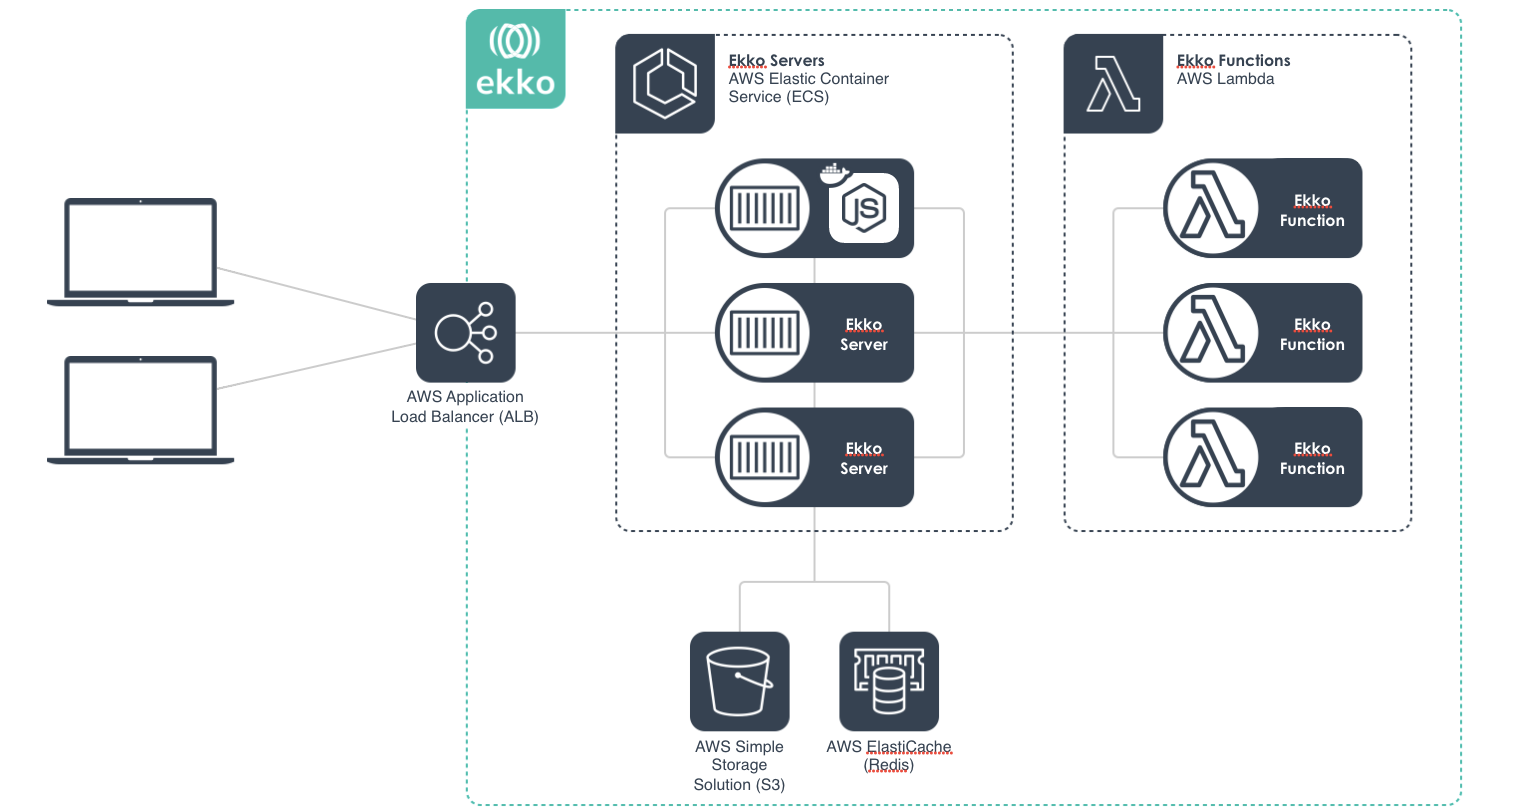 ekko
Ekko Servers
AWS Elastic Container
Service (ECS)
Ekko Functions
AWS Lambda
JS
Ekko
Function
Ekko
Server
Ekko
Function
AWS Application
Load Balancer (ALB)
Ekko
Server
Ekko
Function
AWS Simple
Storage
Solution (S3)
AWS ElastiCache
(Redis)